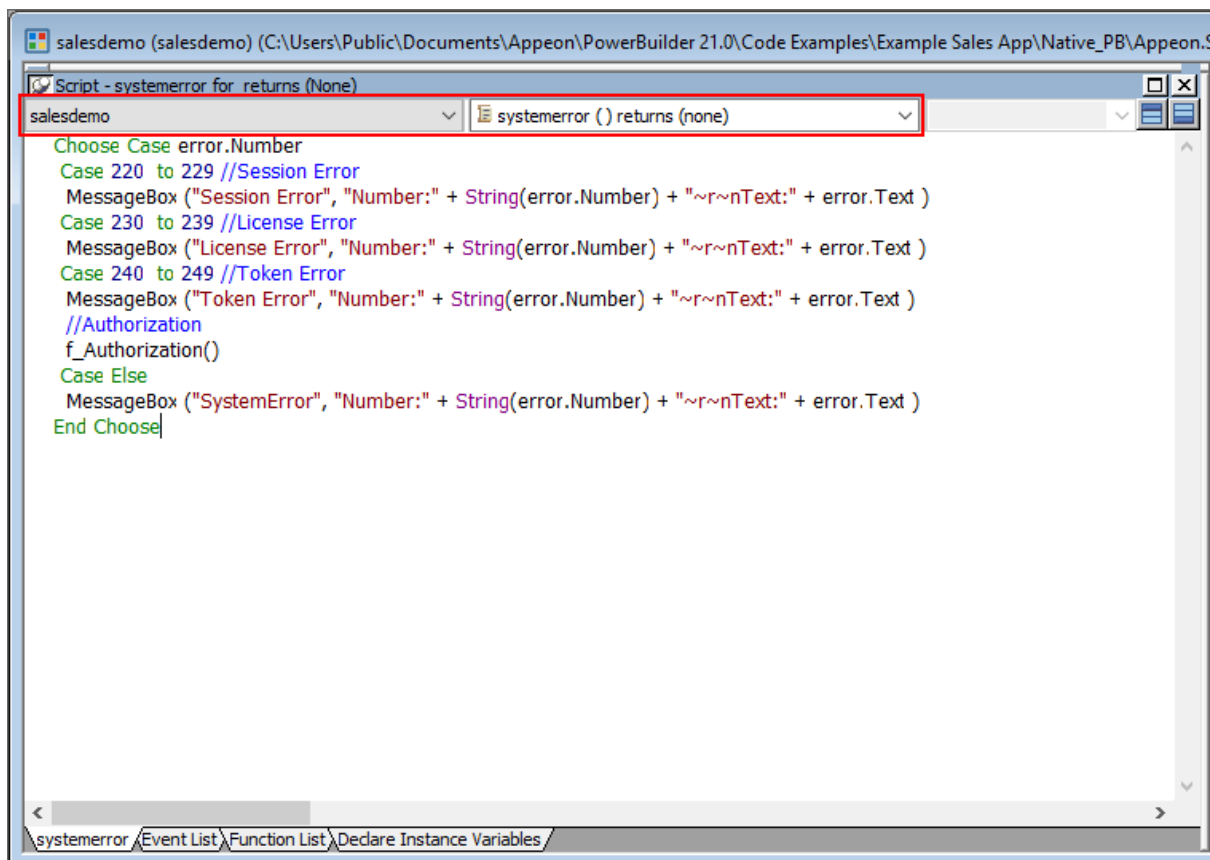 salesdemo (salesdemo) (C:\Users\Public\Documents\Appeon\PowerBuilder 21.0\Code Examples\Example Sales App\Native_PB\Appeon.S
Script - systemerror for returns (None)
salesdemo systemerror ( ) returns (none)
Choose Case error.Number
Case 220 to 229 //Session Error
MessageBox ("Session Error", "Number:" + String(error.Number) + "~r~nText:" + error.Text )
Case 230 to 239 //License Error
MessageBox ("License Error", "Number:" + String(error.Number) + "~r~nText:" + error.Text )
Case 240 to 249 //Token Error
MessageBox ("Token Error", "Number:" + String(error.Number) + "~r~nText:" + error.Text )
//Authorization
f_Authorization()
Case Else
MessageBox ("SystemError", "Number:" + String(error.Number) + "~r~nText:" + error.Text )
End Choose
systemerror Event List Function List Declare Instance Variables